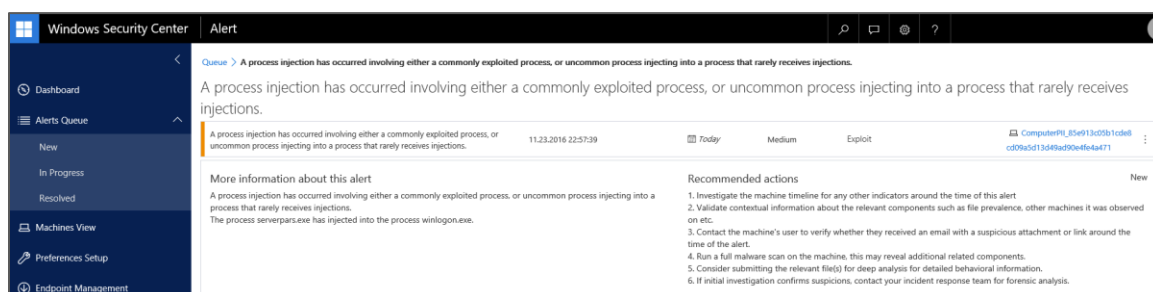 Windows Security Center
Alert
Queue > A process injection has occurred involving either a commonly exploited process, or uncommon process injecting into a process that rarely receives injections.
Dashboard
Alerts Queue
New
In Progress
Resolved
Machines View
Preferences Setup
Endpoint Management
A process injection has occurred involving either a commonly exploited process, or uncommon process injecting into a process that rarely receives
injections.
A process injection has occurred involving either a commonly exploited process, or
uncommon process injecting into a process that rarely receives injections.
11.23.2016 22:57:39
Today
Medium
Exploit
ComputerPII_85e913c05b1cde8
cd09a5d13d49ad90e4fe4a471
More information about this alert
A process injection has occurred involving either a commonly exploited process, or uncommon process injecting into a
process that rarely receives injections.
The process serverpars.exe has injected into the process winlogon.exe.
Recommended actions
New
1. Investigate the machine timeline for any other indicators around the time of this alert
2. Validate contextual information about the relevant components such as file prevalence, other machines it was observed
on etc.
3. Contact the machine's user to verify whether they received an email with a suspicious attachment or link around the
time of the alert.
4. Run a full malware scan on the machine, this may reveal additional related components.
5. Consider submitting the relevant file(s) for deep analysis for detailed behavioral information.
6. If initial investigation confirms suspicions, contact your incident response team for forensic analysis.